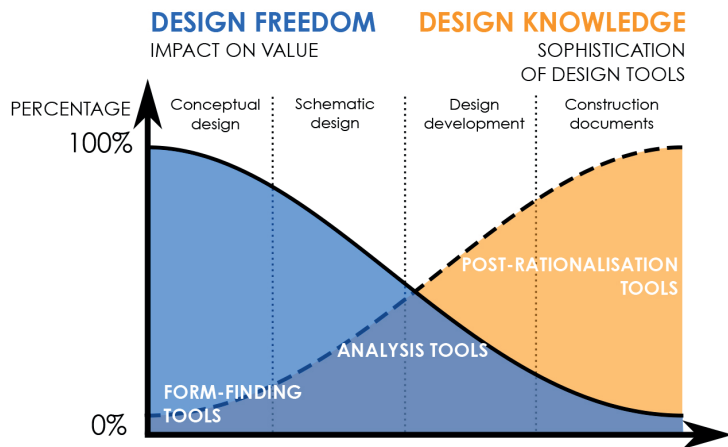 DESIGN FREEDOM
IMPACT ON VALUE
DESIGN KNOWLEDGE
SOPHISTICATION
OF DESIGN TOOLS
PERCENTAGE
100%
Conceptual
design
Schematic
design
Design
development
Construction
documents
POST-RATIONALISATION
TOOLS
ANALYSIS TOOLS
FORM-FINDING
TOOLS
0%